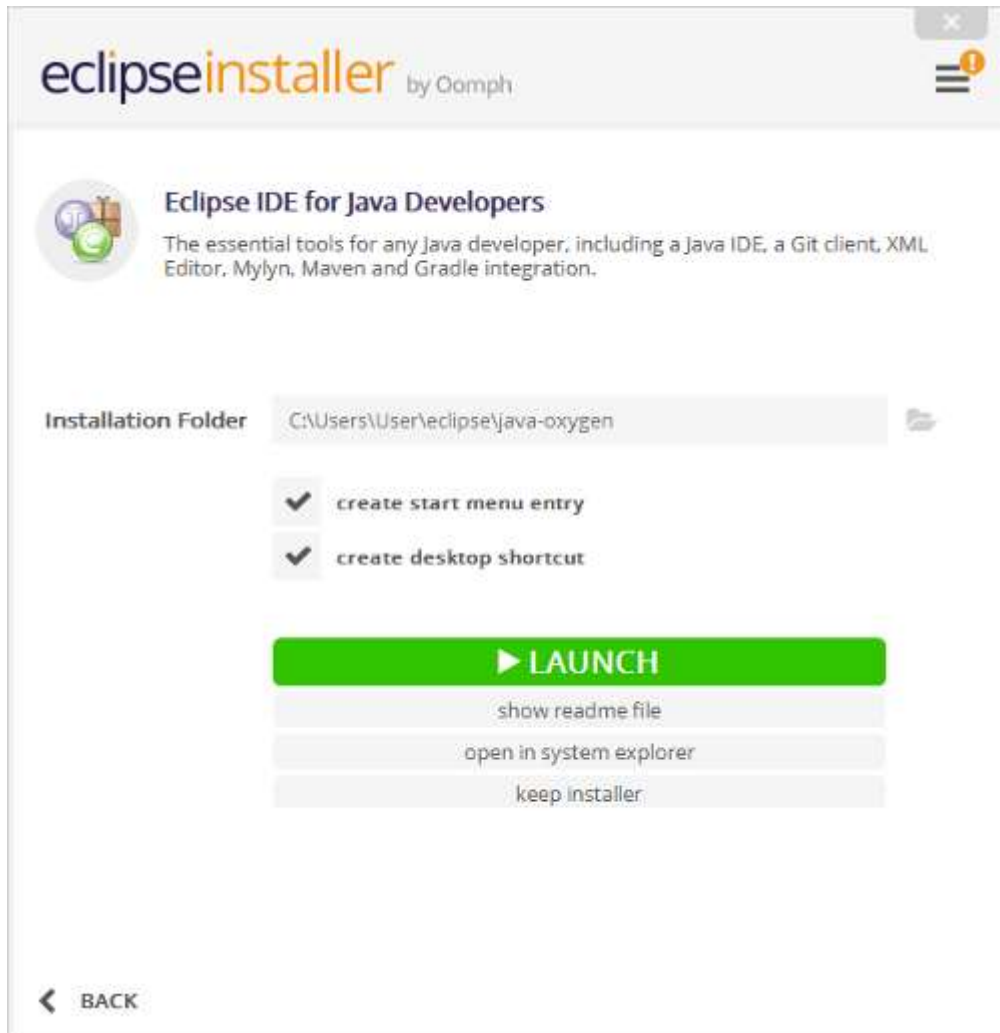 eclipseinstaller by Oomph
Eclipse IDE for Java Developers
The essential tools for any Java developer, including a Java IDE, a Git client, XML
Editor, Mylyn, Maven and Gradle integration.
Installation Folder C:\Users\User\eclipse\java-oxygen
create start menu entry
create desktop shortcut
LAUNCH
show readme file
open in system explorer
keep installer
BACK